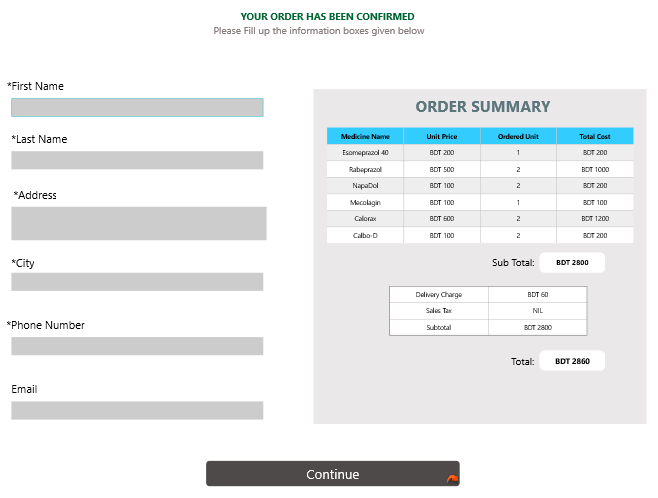 YOUR ORDER HAS BEEN CONFIRMED
Please Fill up the information boxes given below
*First Name
*Last Name
*Address
*City
*Phone Number
Email
ORDER SUMMARY
Medicine Name Unit Price Ordered Unit Total Cost
Esomeprazol 40 BDT 200 1 BDT 200
Rabeprazol BDT 500 2 BDT 1000
NapaDol BDT 100 2 BDT 200
Mecolagin BDT 100 1 BDT 100
Calorax BDT 600 2 BDT 1200
Calbo-D BDT 100 2 BDT 200
Sub Total: BDT 2800
Delivery Charge BDT 60
Sales Tax NIL
Subtotal BDT 2800
Total: BDT 2860
Continue